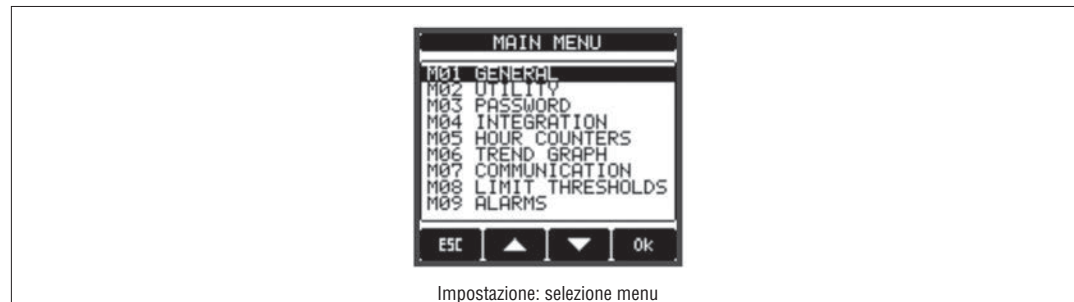 MAIN MENU
M01 GENERAL
M02 UTILITY
M03 PASSWORD
M04 INTEGRATION
M05 HOUR COUNTERS
M06 TREND GRAPH
M07 COMMUNICATION
M08 LIMIT THRESHOLDS
M09 ALARMS
ESC Ok
Impostazione: selezione menu